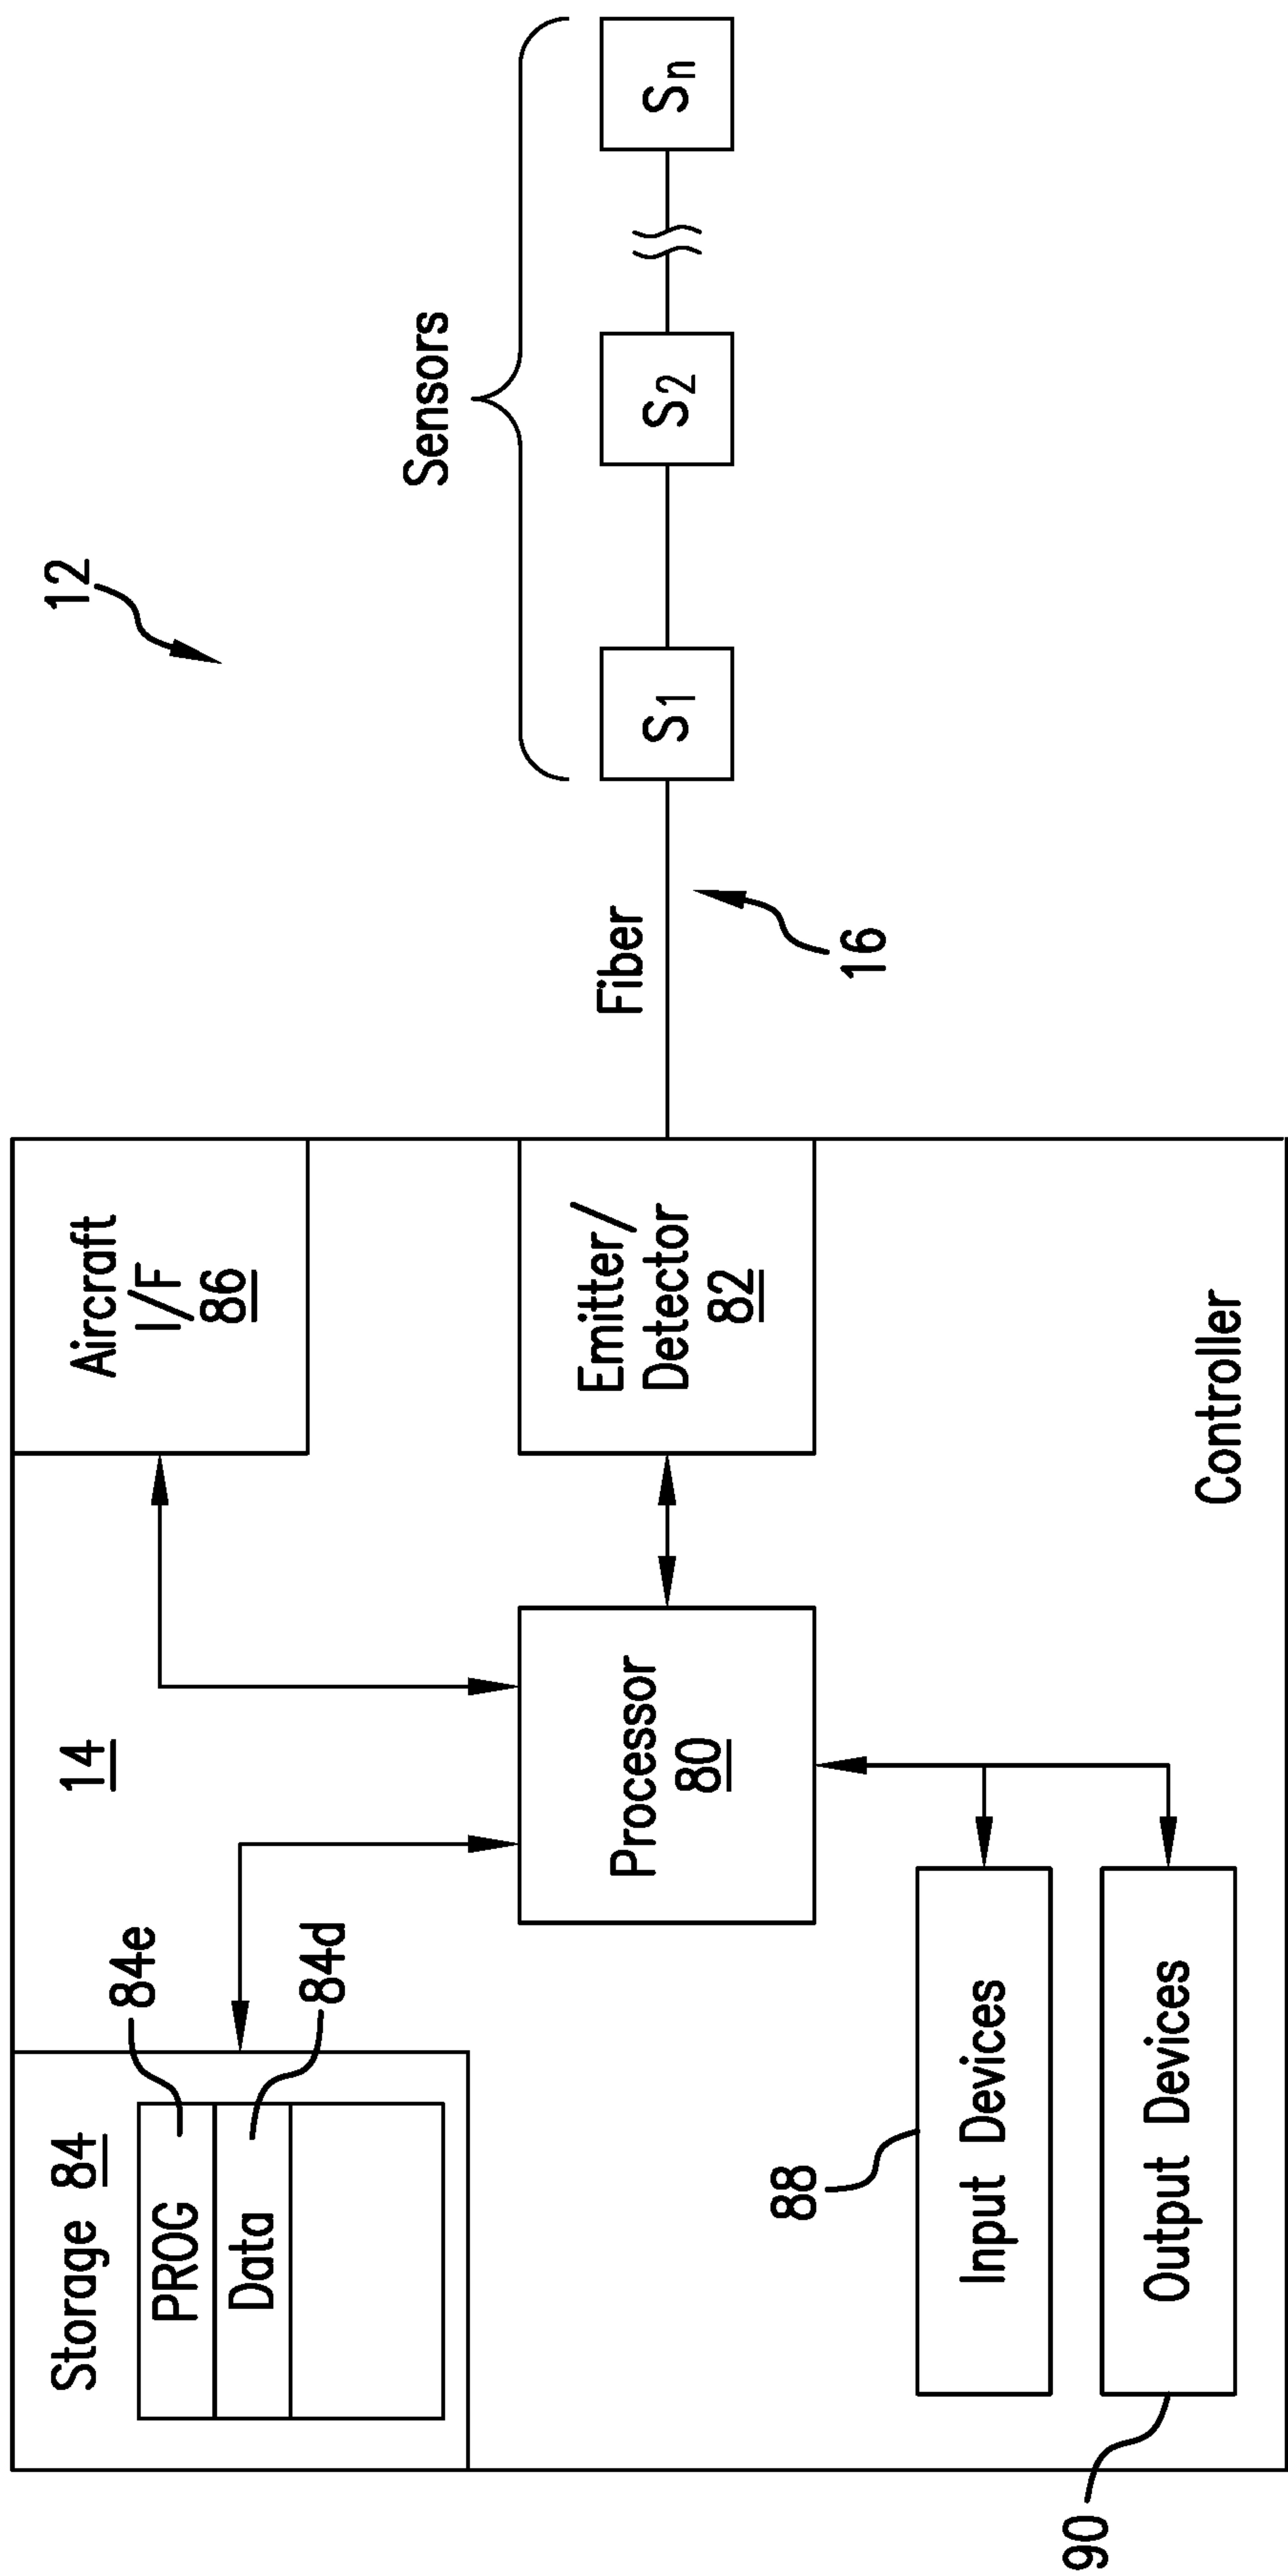 12
Sensors
S1
S2
Sn
Fiber
16
14
Storage 84
PROG
Data
84e
84d
Aircraft
I/F
86
Processor
80
Emitter/
Detector
82
88
Input Devices
Output Devices
90
Controller